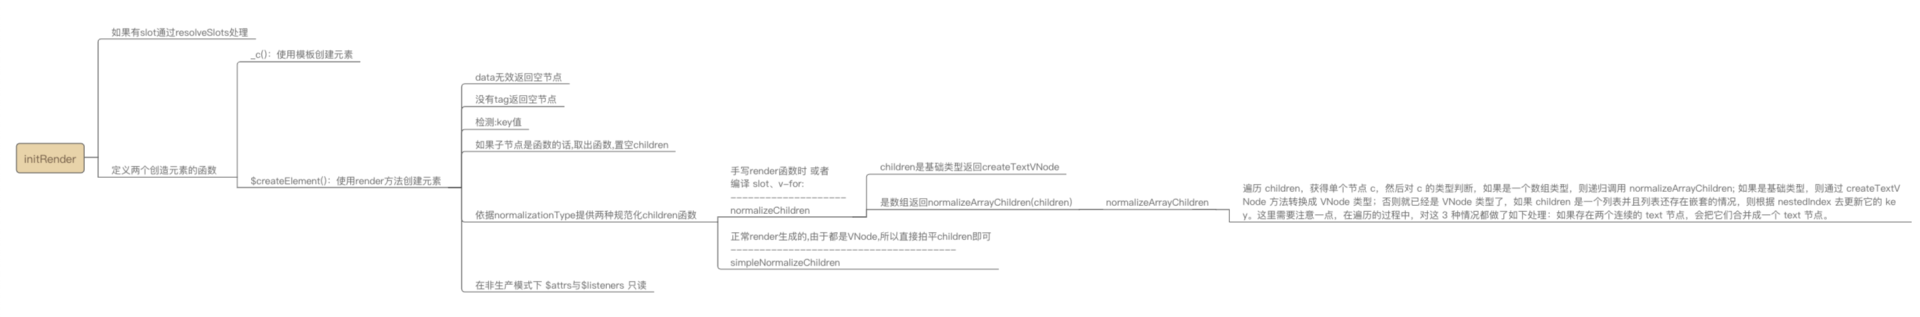 initRender
如果有slot通过resolveSlots处理
定义两个创造元素的函数
_c()：使用模板创建元素
$createElement()：使用render方法创建元素
data无效返回空节点
没有tag返回空节点
检测:key值
如果子节点是函数的话,取出函数,置空children
依据normalizationType提供两种规范化children函数
手写render函数时 或者
编译 slot、v-for:
--------------------
normalizeChildren
children是基础类型返回createTextVNode
是数组返回normalizeArrayChildren(children)
normalizeArrayChildren
遍历 children，获得单个节点 c，然后对 c 的类型判断，如果是一个数组类型，则递归调用 normalizeArrayChildren; 如果是基础类型，则通过 createTextV
Node 方法转换成 VNode 类型；否则就已经是 VNode 类型了，如果 children 是一个列表并且列表还存在嵌套的情况，则根据 nestedIndex 去更新它的 ke
y。这里需要注意一点，在遍历的过程中，对这 3 种情况都做了如下处理：如果存在两个连续的 text 节点，会把它们合并成一个 text 节点。
正常render生成的,由于都是VNode,所以直接拍平children即可
---------------------------------------
simpleNormalizeChildren
在非生产模式下 $attrs与$listeners 只读